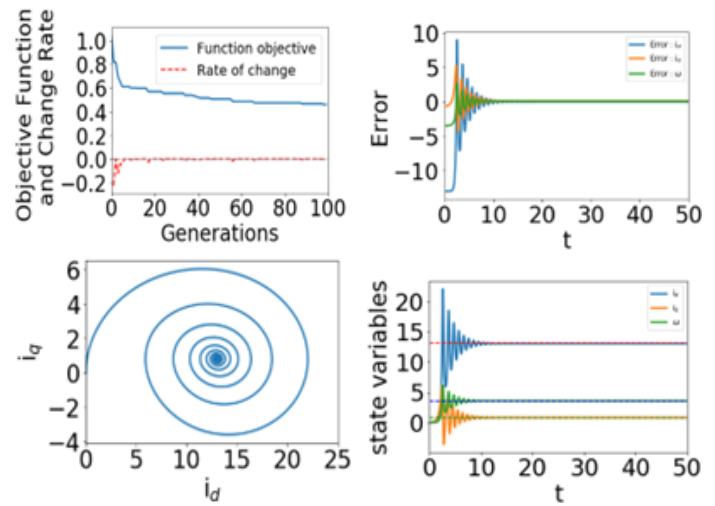 Objective Function
and Change Rate
1.0
0.8
0.6
0.4
0.2
0.0
−0.2
Function objective
Rate of change
0 20 40 60 80 100
Generations
Error
10
5
0
−5
−10
Error : i
Error : i
Error : ω
0 10 20 30 40 50
t
i_q
6
4
2
0
−2
−4
0 5 10 15 20 25
i_d
state variables
20
15
10
5
0
i
i
ω
0 10 20 30 40 50
t